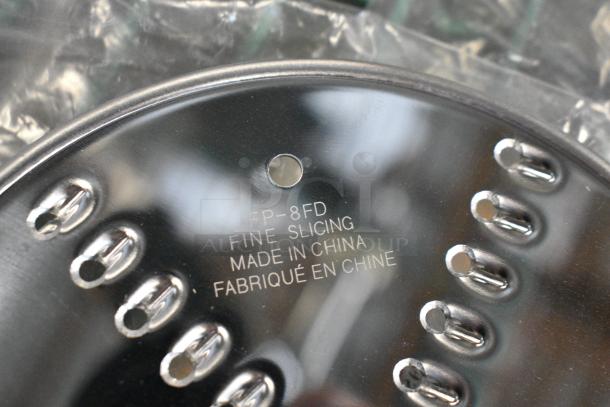 FP-8FD
FINE SLICING
MADE IN CHINA
FABRIQUÉ EN CHINE